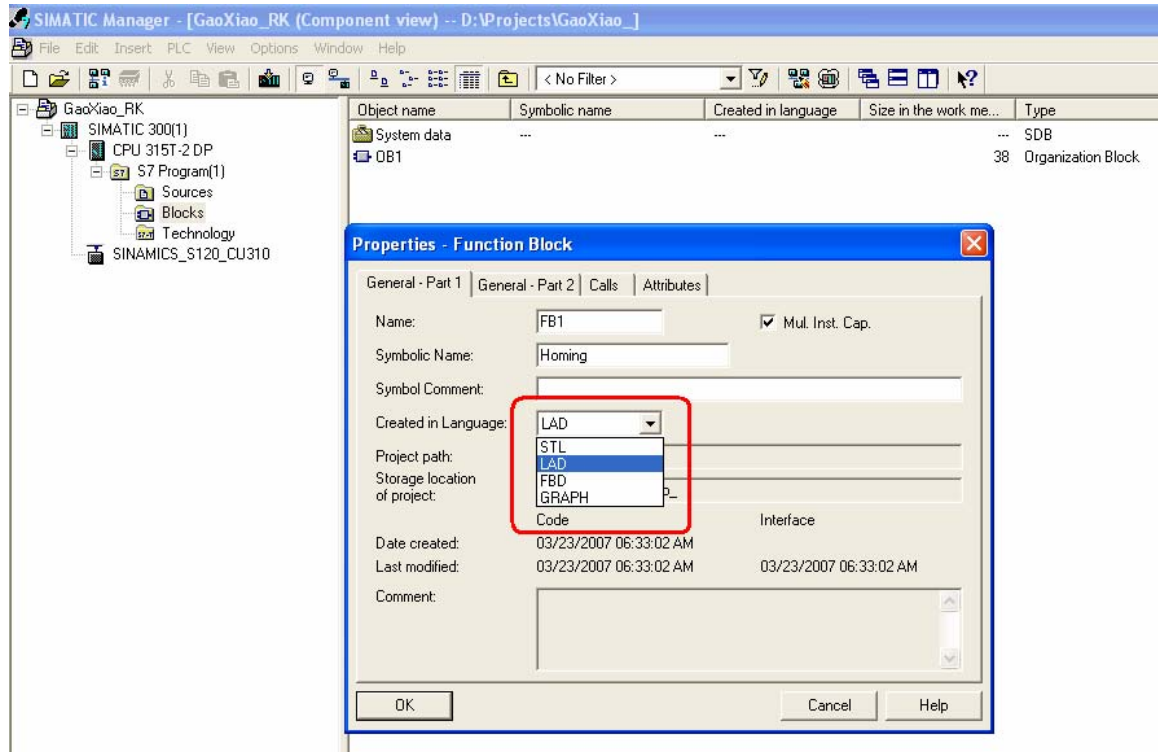 SIMATIC Manager - [GaoXiao_RK (Component view) -- D:\Projects\GaoXiao_]
File Edit Insert PLC View Options Window Help
< No Filter >
GaoXiao_RK
SIMATIC 300(1)
CPU 315T-2 DP
S7 Program(1)
Sources
Blocks
Technology
SINAMICS_S120_CU310
Object name Symbolic name Created in language Size in the work me... Type
System data --- --- --- SDB
OB1 38 Organization Block
Properties - Function Block
General - Part 1 General - Part 2 Calls Attributes
Name: FB1 Mul. Inst. Cap.
Symbolic Name: Homing
Symbol Comment:
Created in Language: LAD
STL
LAD
FBD
GRAPH
Project path:
Storage location
of project:
Code Interface
Date created: 03/23/2007 06:33:02 AM
Last modified: 03/23/2007 06:33:02 AM 03/23/2007 06:33:02 AM
Comment:
OK Cancel Help